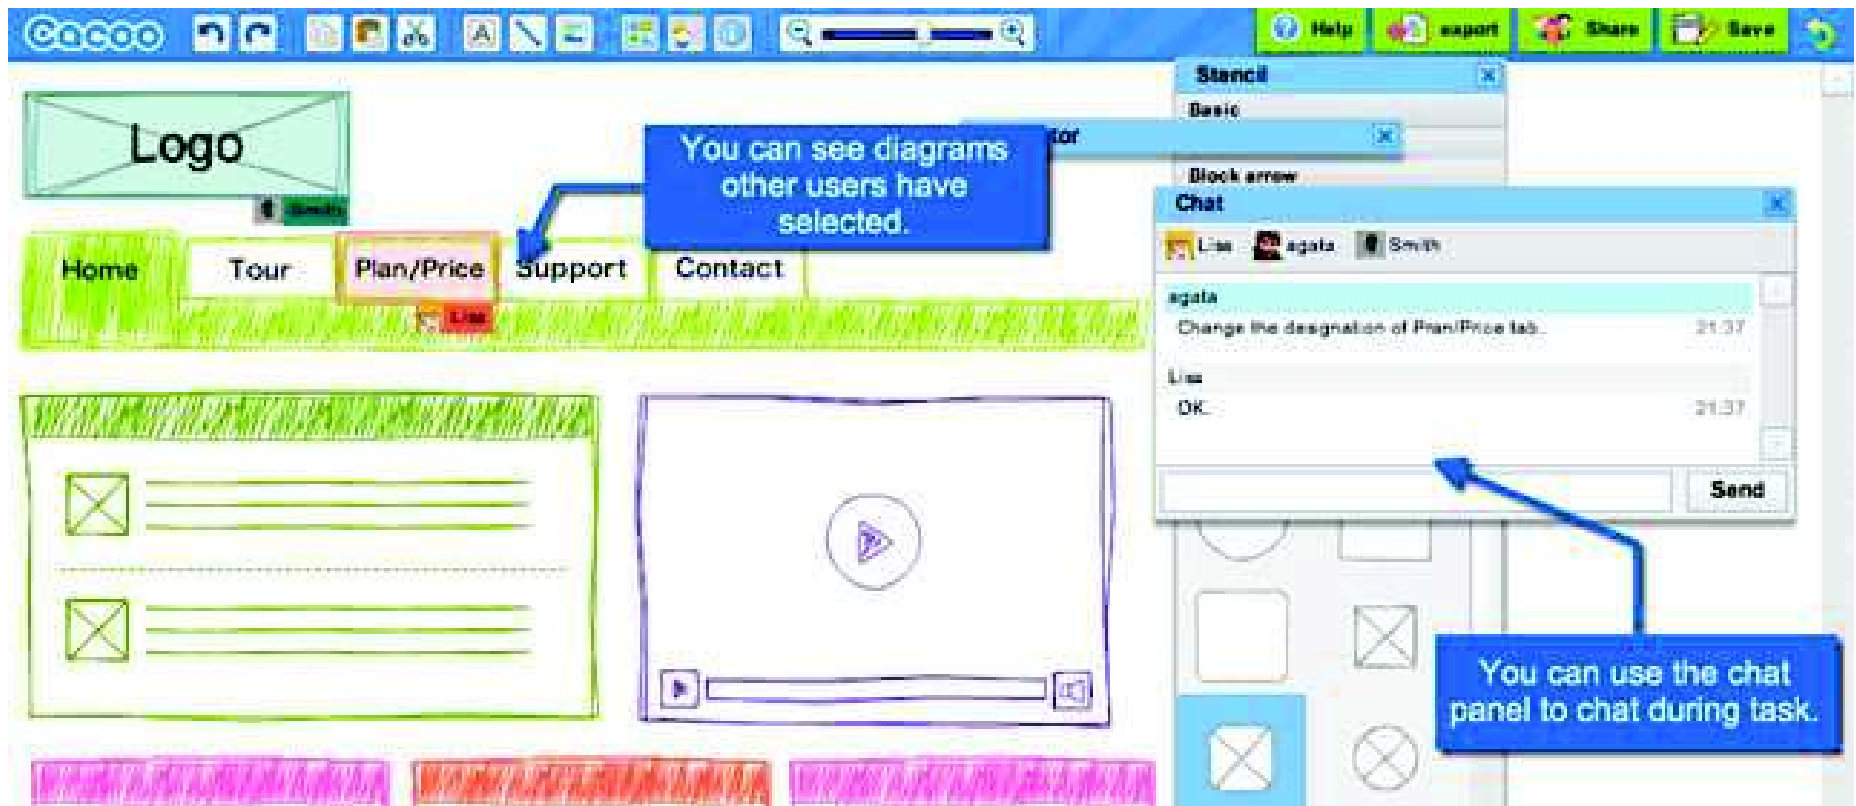 cacoo
Help
export
Share
Save
Stencil
Basic
tor
Block arrow
Logo
Smith
You can see diagrams
other users have
selected.
Home
Tour
Plan/Price
Support
Contact
Lisa
Chat
Lisa
agata
Smith
agata
Change the designation of Plan/Price tab.
21:37
Lisa
OK.
21:37
Send
You can use the chat
panel to chat during task.